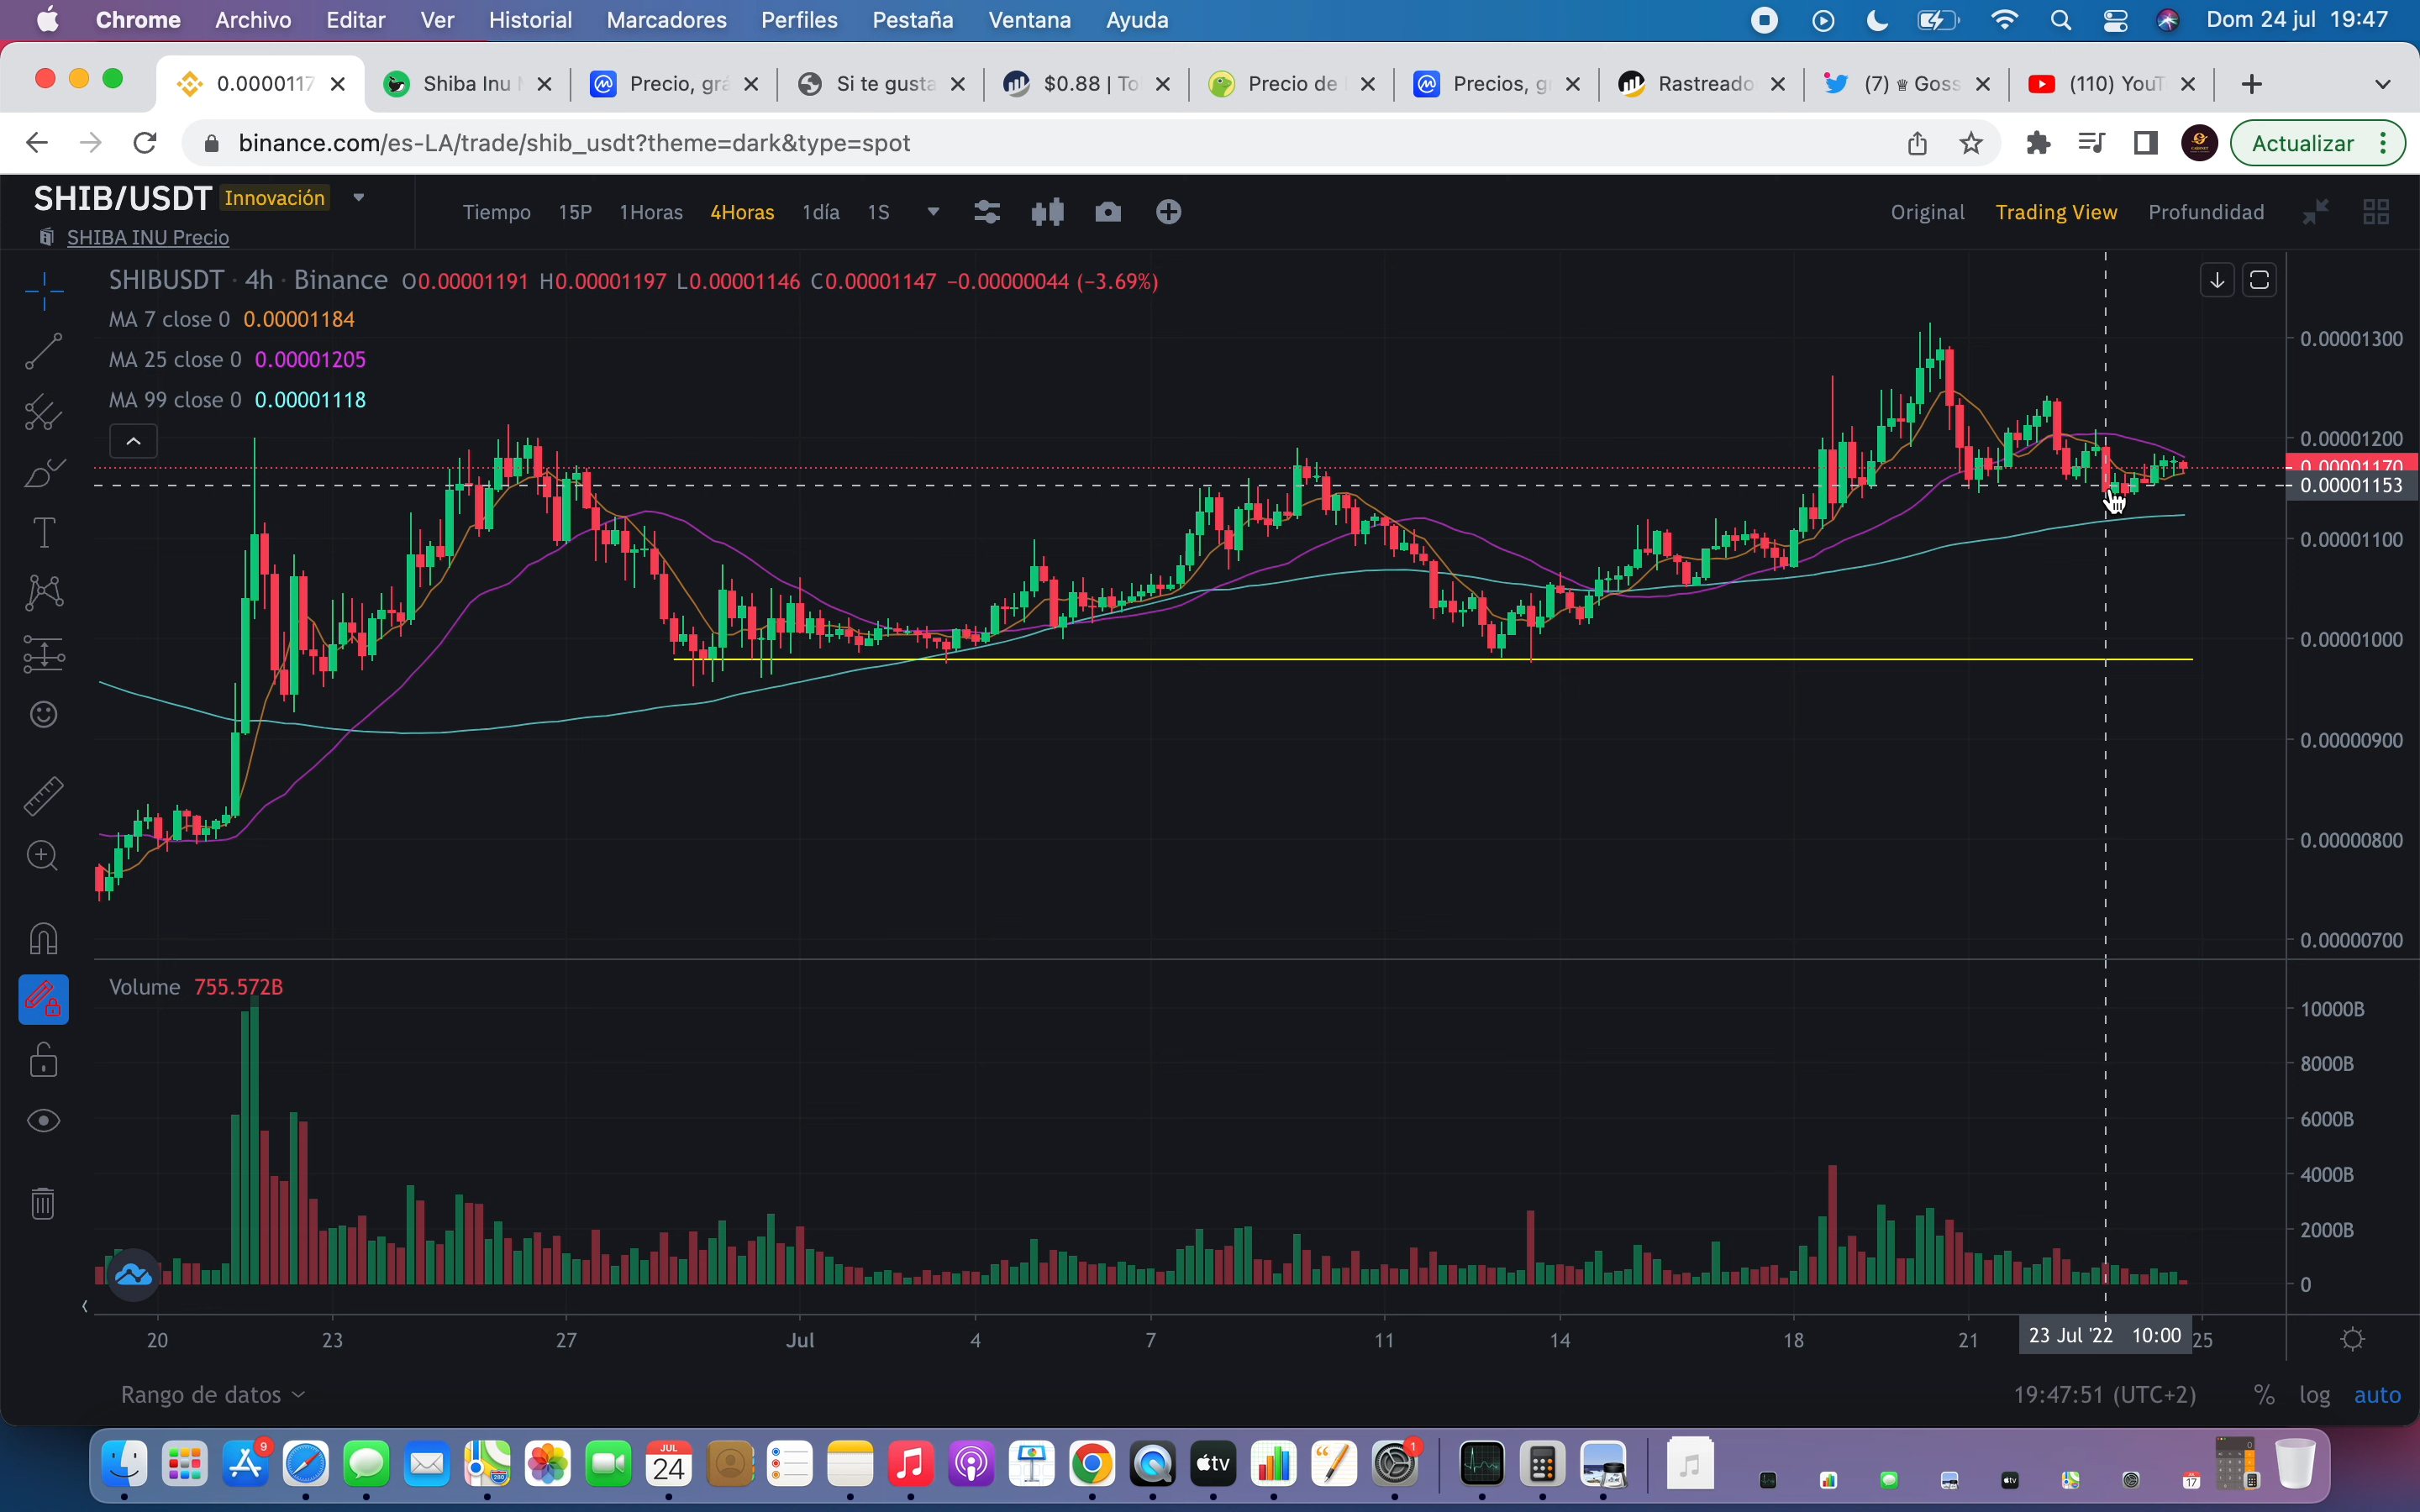 Chrome Archivo Editar Ver Historial Marcadores Perfiles Pestaña Ventana Ayuda Dom 24 jul 19:47
0.0000117 Shiba Inu Precio, grá Si te gusta $0.88 | To Precio de Precios, g Rastreado (7) ♕ Goss (110) YouT
binance.com/es-LA/trade/shib_usdt?theme=dark&type=spot Actualizar
SHIB/USDT Innovación
SHIBA INU Precio
Tiempo 15P 1Horas 4Horas 1día 1S Original Trading View Profundidad
SHIBUSDT · 4h · Binance O0.00001191 H0.00001197 L0.00001146 C0.00001147 −0.00000044 (−3.69%)
MA 7 close 0 0.00001184
MA 25 close 0 0.00001205
MA 99 close 0 0.00001118
0.00001300
0.00001200
0.00001170
0.00001153
0.00001100
0.00001000
0.00000900
0.00000800
0.00000700
Volume 755.572B
10000B
8000B
6000B
4000B
2000B
0
20 23 27 Jul 4 7 11 14 18 21 23 Jul '22 10:00 25
Rango de datos 19:47:51 (UTC+2) % log auto
9
JUL
24
tv
1
17